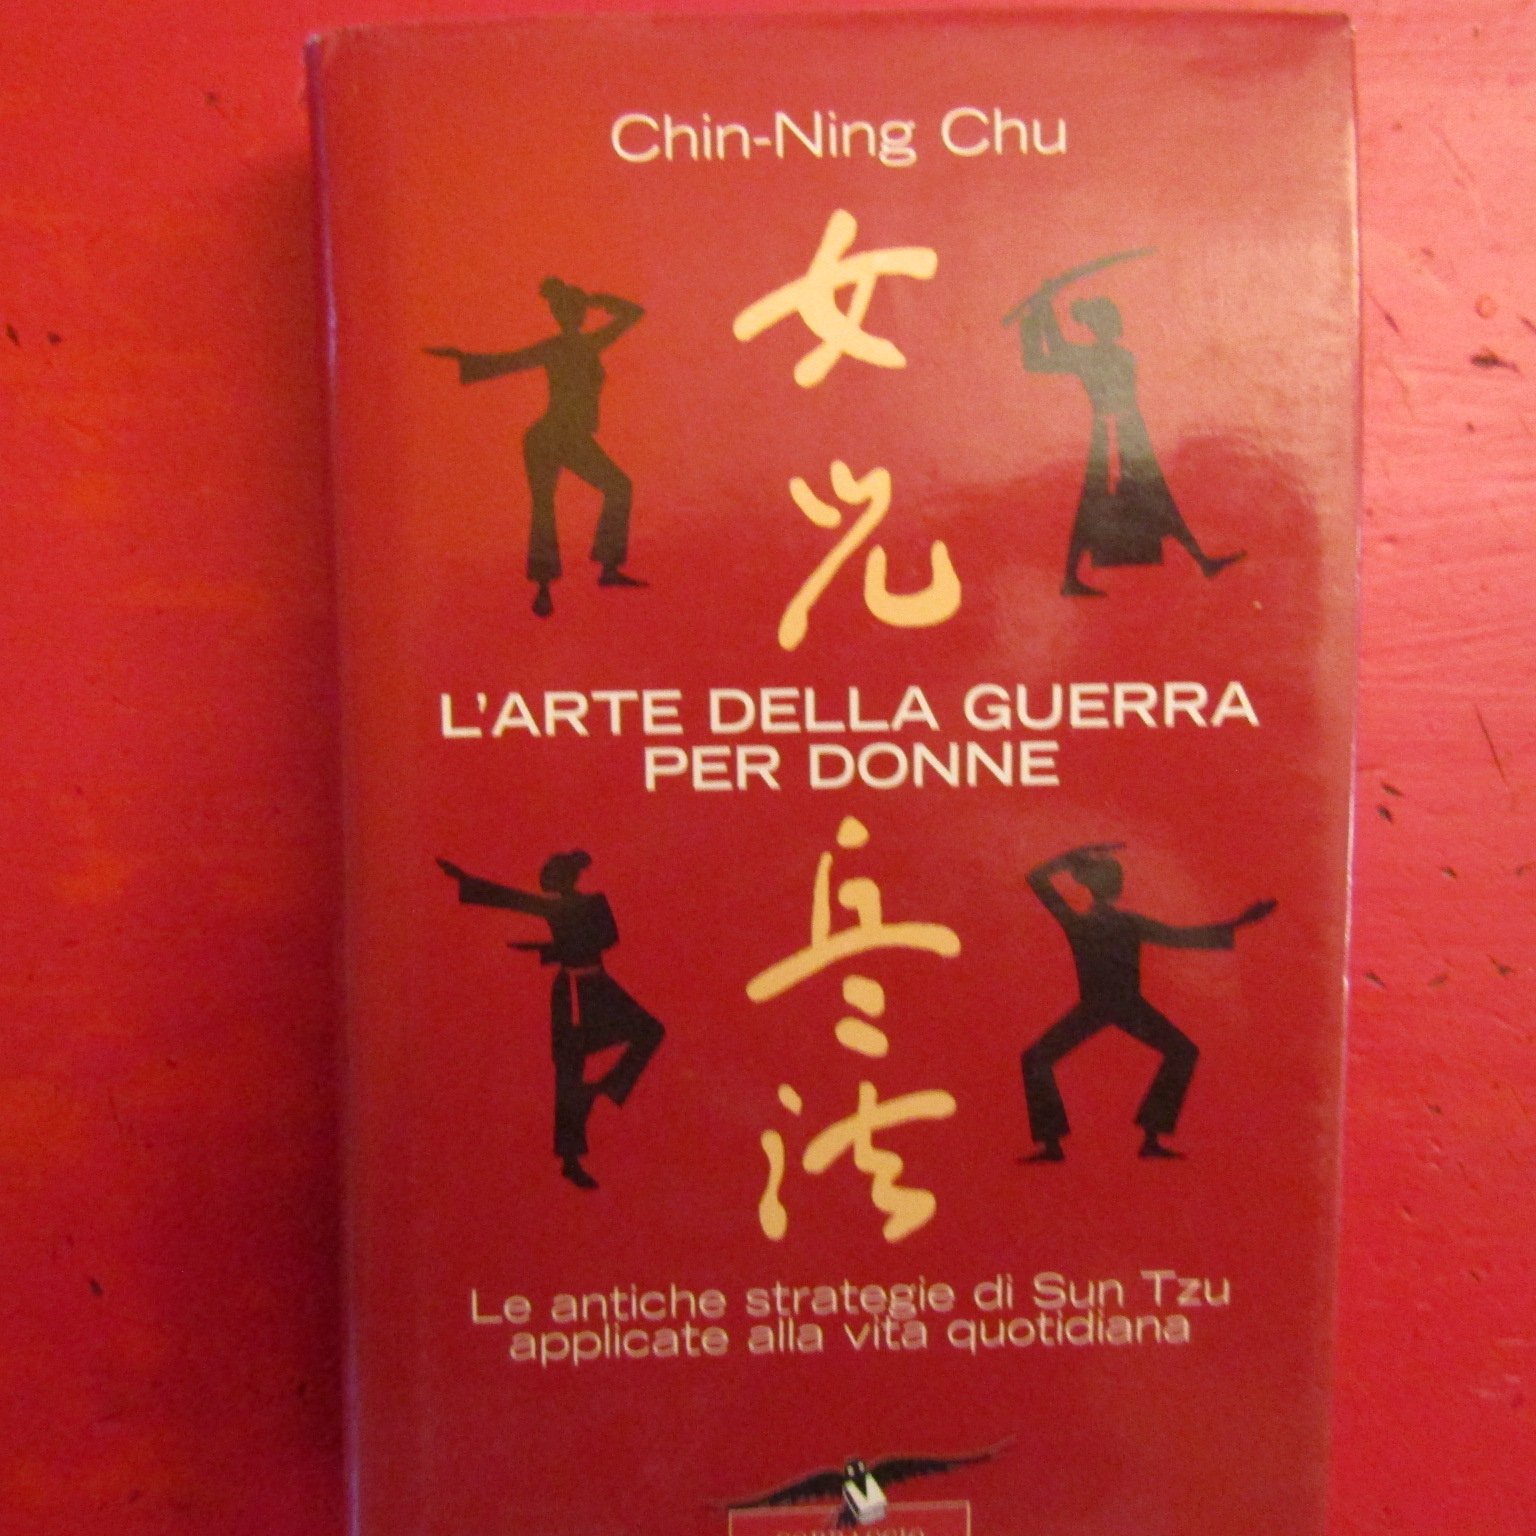 Chin-Ning Chu
女
兒
L'ARTE DELLA GUERRA
PER DONNE
兵
法
Le antiche strategie di Sun Tzu
applicate alla vita quotidiana